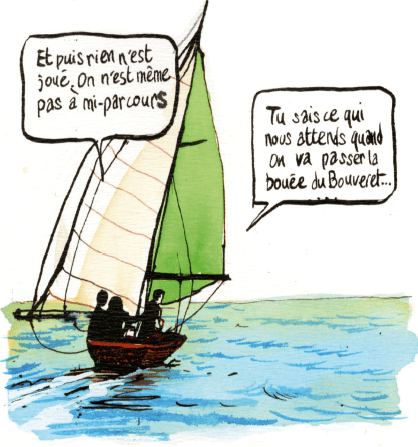 Et puis rien n'est
joué, On n'est même
pas à mi-parcours
Tu sais ce qui
nous attends quand
on va passer la
bouée du Bouveret...